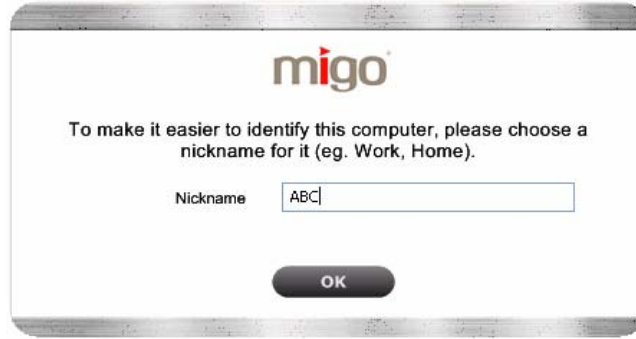 migo
To make it easier to identify this computer, please choose a
nickname for it (eg. Work, Home).
Nickname ABC
OK